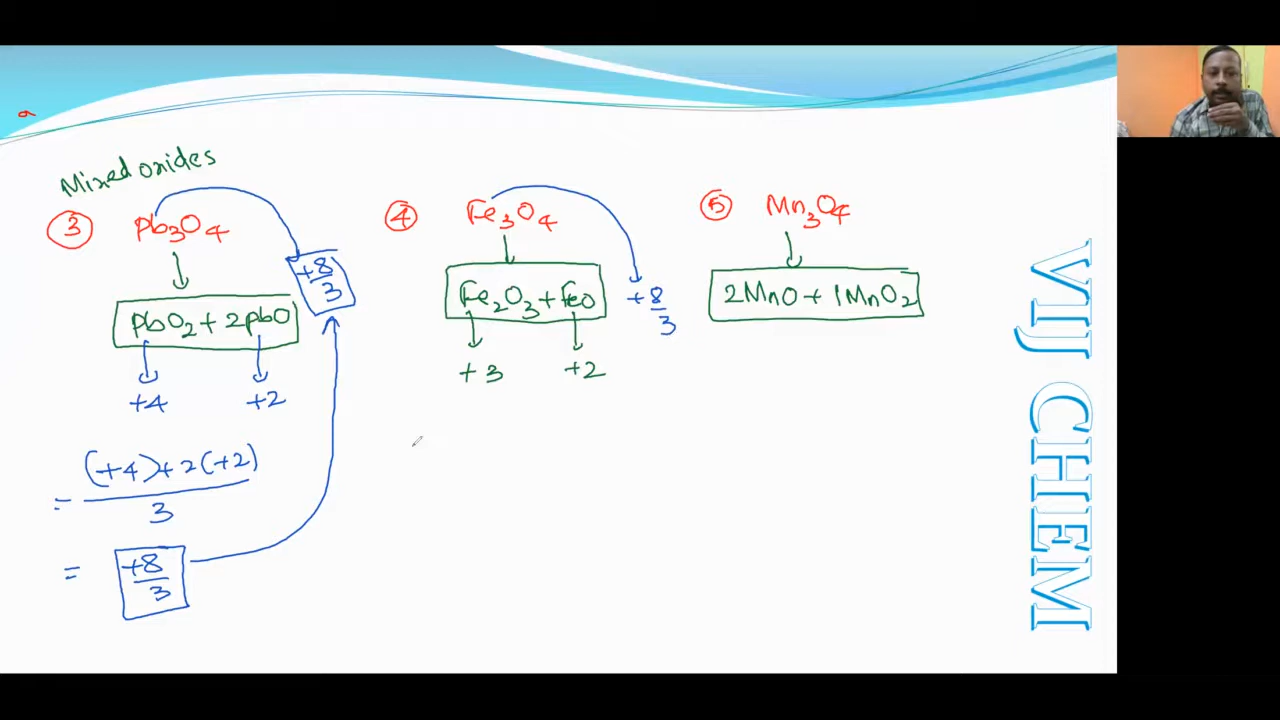 a
Mixed oxides
③ Pb3O4
+8/3
PbO2 + 2pbO
+4 +2
= (+4)+2(+2)/3
= +8/3
④ Fe3O4
Fe2O3 + FeO
+8/3
+3 +2
⑤ Mn3O4
2MnO + 1MnO2
VIJ CHEM